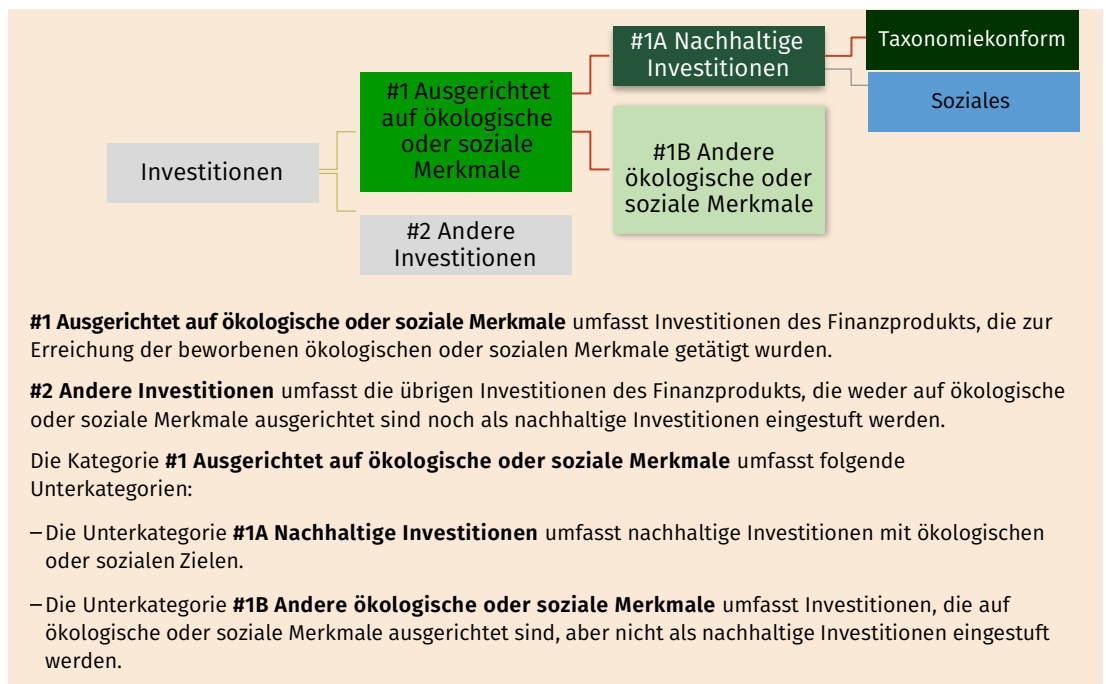 #1A Nachhaltige
Investitionen
Taxonomiekonform
Soziales
#1 Ausgerichtet
auf ökologische
oder soziale
Merkmale
#1B Andere
ökologische oder
soziale Merkmale
Investitionen
#2 Andere
Investitionen
#1 Ausgerichtet auf ökologische oder soziale Merkmale umfasst Investitionen des Finanzprodukts, die zur
Erreichung der beworbenen ökologischen oder sozialen Merkmale getätigt wurden.
#2 Andere Investitionen umfasst die übrigen Investitionen des Finanzprodukts, die weder auf ökologische
oder soziale Merkmale ausgerichtet sind noch als nachhaltige Investitionen eingestuft werden.
Die Kategorie #1 Ausgerichtet auf ökologische oder soziale Merkmale umfasst folgende
Unterkategorien:
– Die Unterkategorie #1A Nachhaltige Investitionen umfasst nachhaltige Investitionen mit ökologischen
oder sozialen Zielen.
– Die Unterkategorie #1B Andere ökologische oder soziale Merkmale umfasst Investitionen, die auf
ökologische oder soziale Merkmale ausgerichtet sind, aber nicht als nachhaltige Investitionen eingestuft
werden.